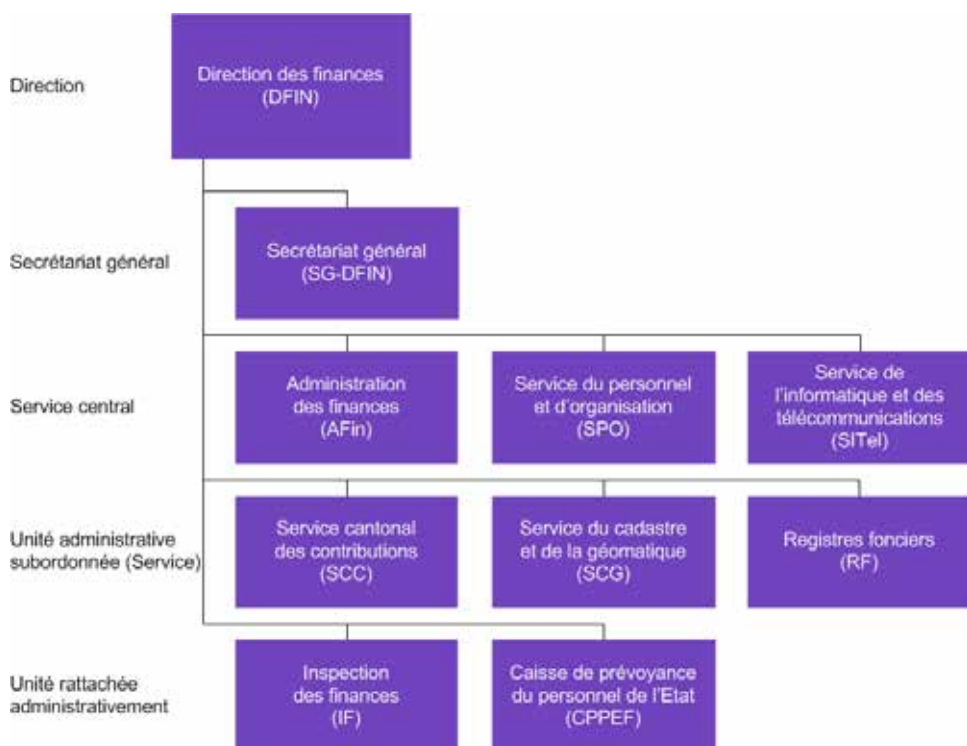 Direction
Direction des finances
(DFIN)
Secrétariat général
Secrétariat général
(SG-DFIN)
Service central
Administration
des finances
(AFin)
Service du personnel
et d'organisation
(SPO)
Service de
l'informatique et des
télécommunications
(SITel)
Unité administrative
subordonnée (Service)
Service cantonal
des contributions
(SCC)
Service du cadastre
et de la géomatique
(SCG)
Registres fonciers
(RF)
Unité rattachée
administrativement
Inspection
des finances
(IF)
Caisse de prévoyance
du personnel de l'Etat
(CPPEF)